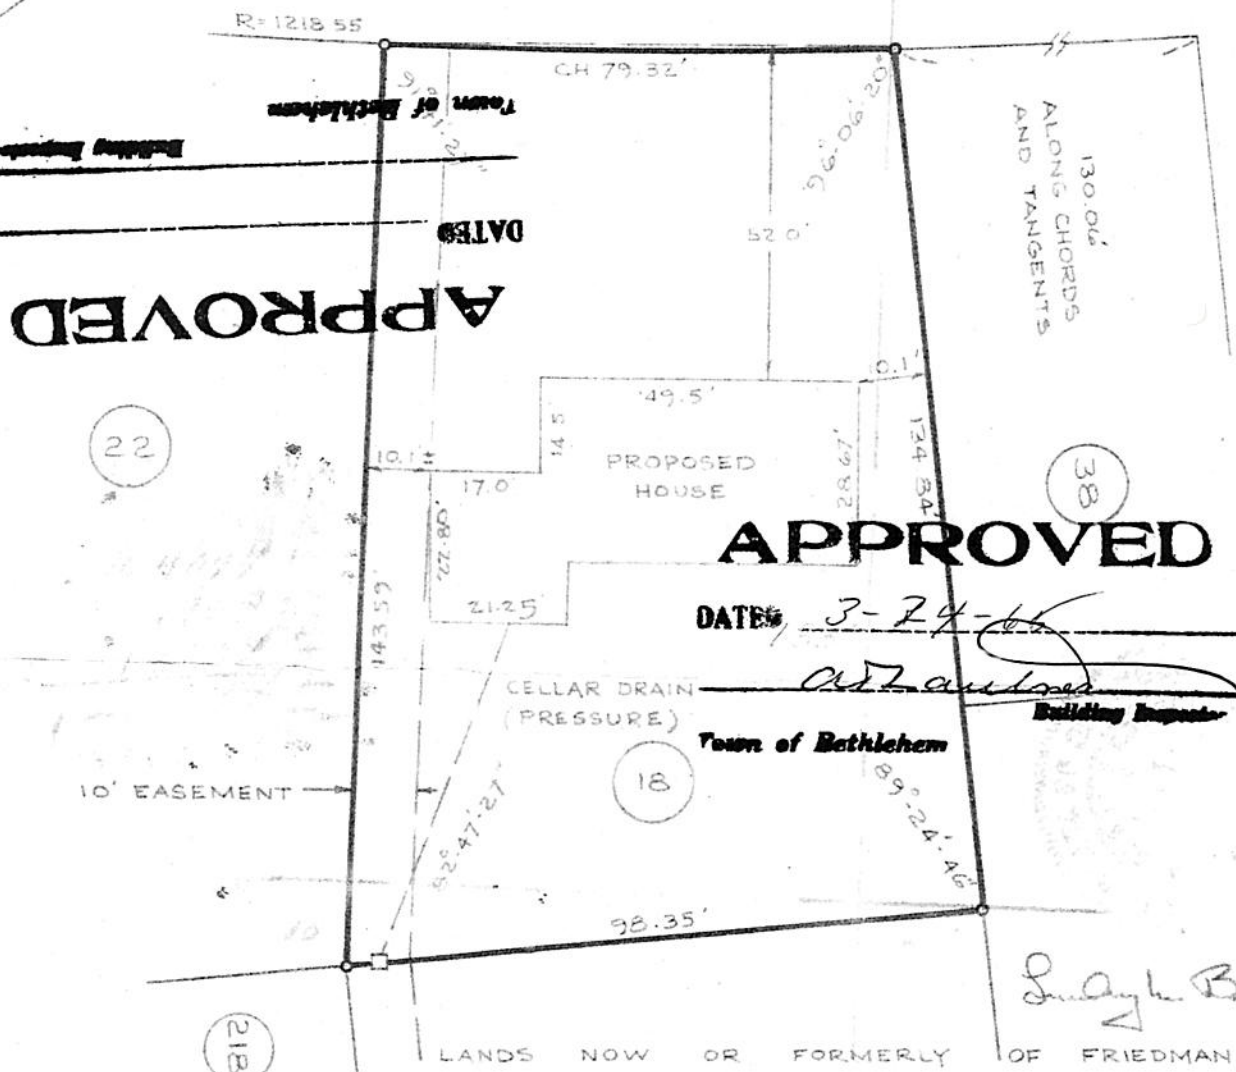 R=1218.55
CH 79.32'
96°-06'-20"
Town of Bethlehem
Building Inspector
DATED
APPROVED
52.0'
130.06'
ALONG CHORDS
AND TANGENTS
10.1'
49.5'
14.5
22
10.1±
17.0'
PROPOSED
HOUSE
28.67'
134.84'
38
22.80'
143.59'
21.25'
APPROVED
DATED 3-24-66
Building Inspector
Town of Bethlehem
CELLAR DRAIN
(PRESSURE)
18
10' EASEMENT
82°-47'-27"
89°-24'-46"
98.35'
218
LANDS NOW OR FORMERLY OF FRIEDMAN